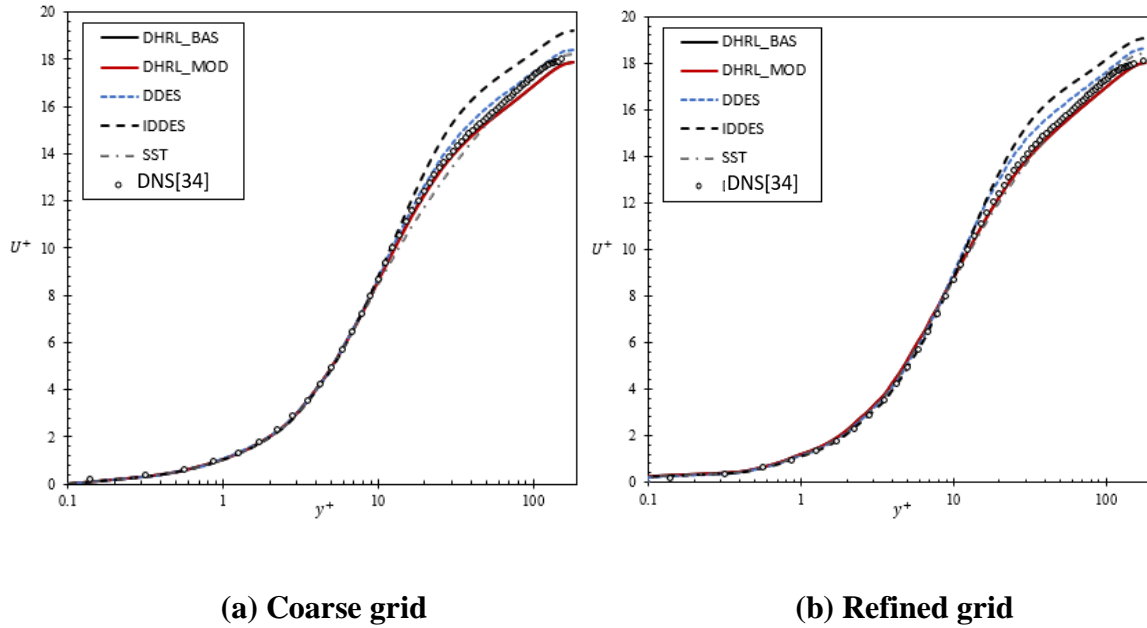 20
18
16
14
12
10
8
6
4
2
0
U⁺
DHRL_BAS
DHRL_MOD
DDES
IDDES
SST
DNS[34]
0.1
1
10
100
y⁺
(a) Coarse grid
20
18
16
14
12
10
8
6
4
2
0
U⁺
DHRL_BAS
DHRL_MOD
DDES
IDDES
SST
DNS[34]
0.1
1
10
100
y⁺
(b) Refined grid